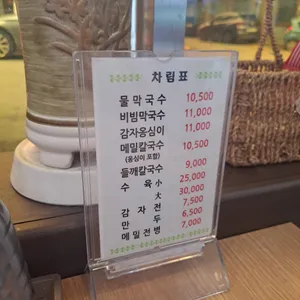 차림표
물막국수 10,500
비빔막국수 11,000
감자옹심이 11,000
메밀칼국수 10,500
(옹심이 포함)
들깨칼국수 9,000
수육 小 25,000
大 30,000
감자전 7,500
만두 6,500
메밀전병 7,000